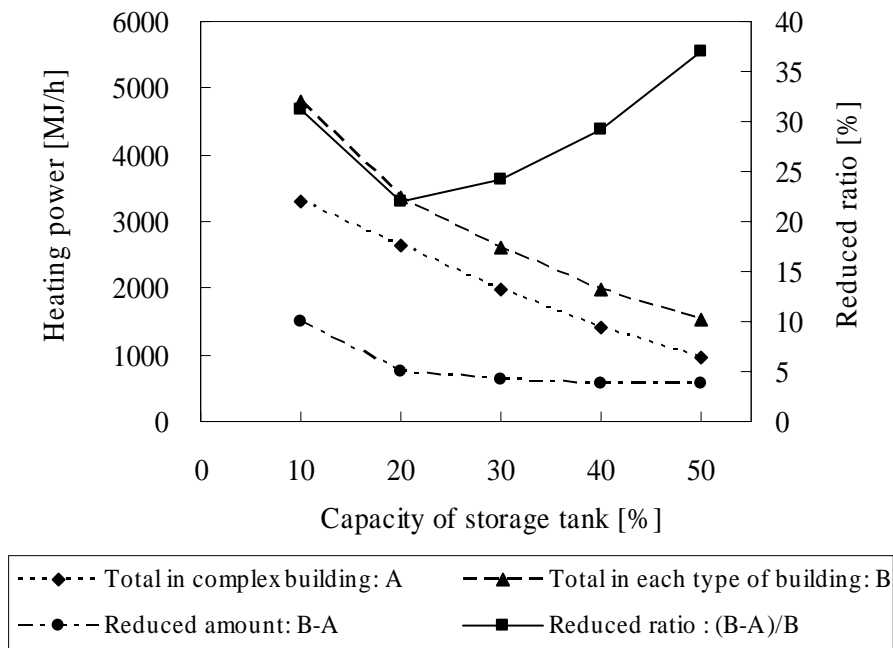 6000
5000
4000
3000
2000
1000
0
Heating power [MJ/h]
40
35
30
25
20
15
10
5
0
Reduced ratio [%]
0 10 20 30 40 50
Capacity of storage tank [%]
Total in complex building: A
Total in each type of building: B
Reduced amount: B-A
Reduced ratio : (B-A)/B